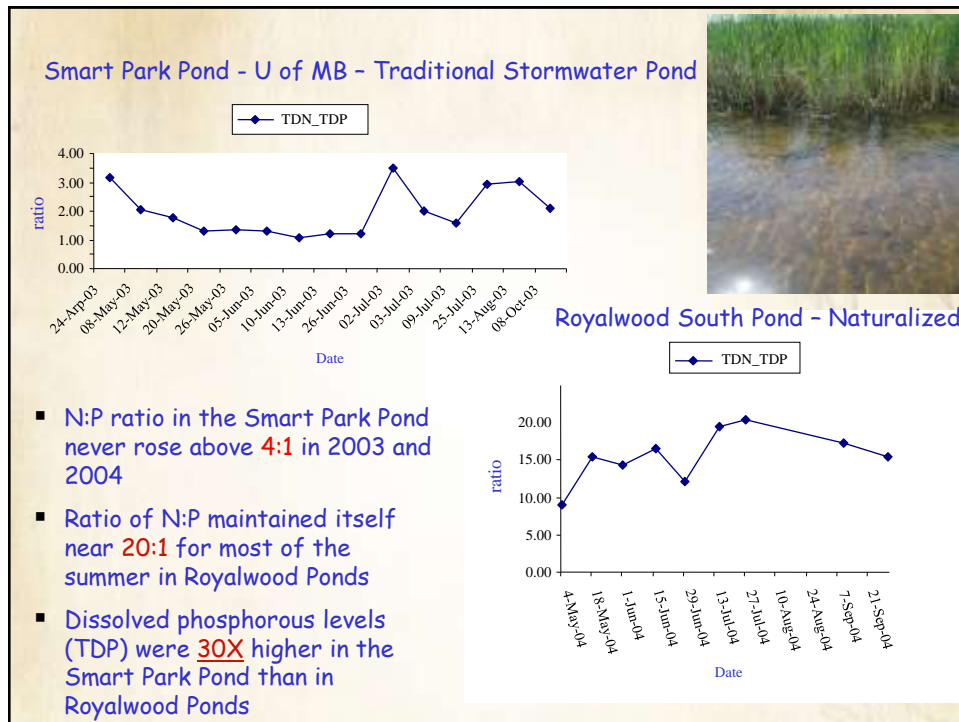 Smart Park Pond - U of MB – Traditional Stormwater Pond
TDN_TDP
4.00
3.00
2.00
1.00
0.00
ratio
24-Arp-03
08-May-03
12-May-03
20-May-03
26-May-03
05-Jun-03
10-Jun-03
13-Jun-03
26-Jun-03
02-Jul-03
03-Jul-03
09-Jul-03
25-Jul-03
13-Aug-03
08-Oct-03
Date
Royalwood South Pond – Naturalized
TDN_TDP
20.00
15.00
10.00
5.00
0.00
ratio
4-May-04
18-May-04
1-Jun-04
15-Jun-04
29-Jun-04
13-Jul-04
27-Jul-04
10-Aug-04
24-Aug-04
7-Sep-04
21-Sep-04
Date
▪ N:P ratio in the Smart Park Pond
never rose above 4:1 in 2003 and
2004
▪ Ratio of N:P maintained itself
near 20:1 for most of the
summer in Royalwood Ponds
▪ Dissolved phosphorous levels
(TDP) were 30X higher in the
Smart Park Pond than in
Royalwood Ponds